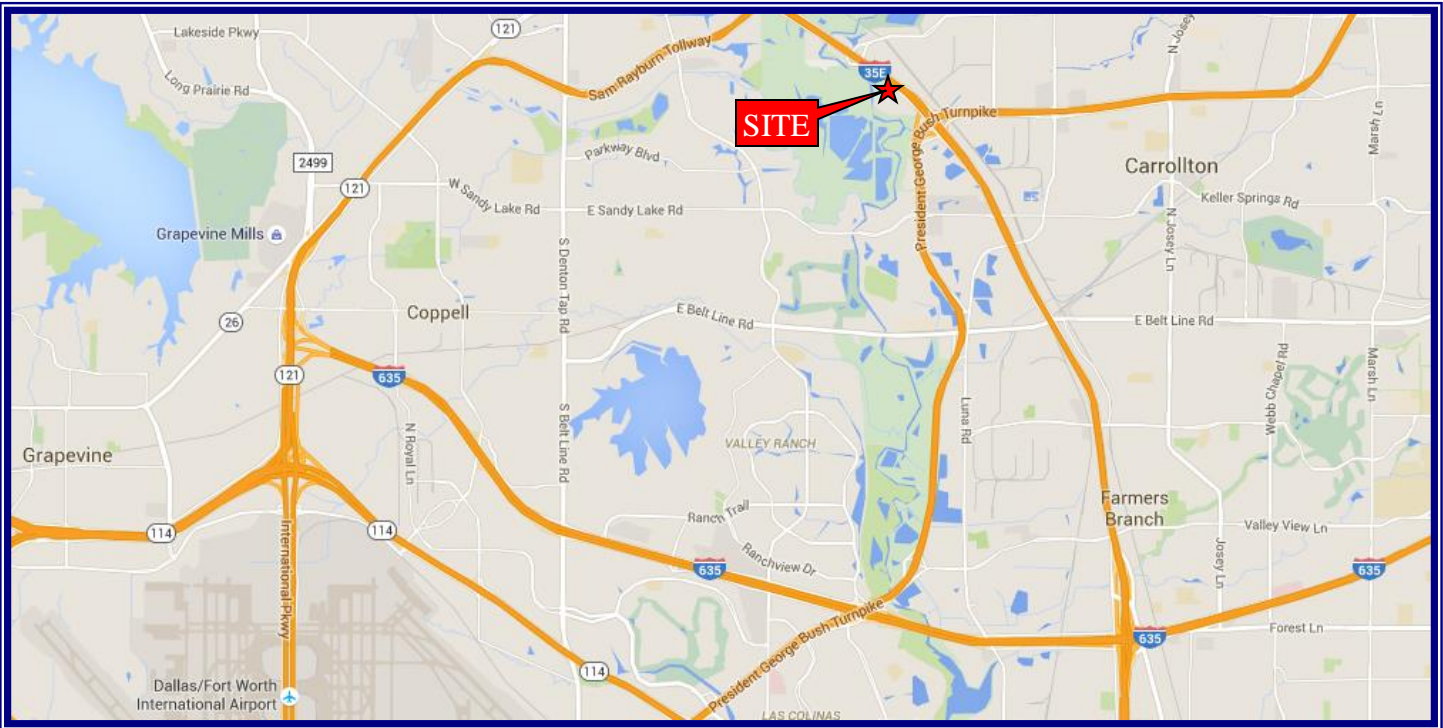 121
Lakeside Pkwy
N Josey
Sam Rayburn Tollway
35E
Long Prairie Rd
SITE
President George Bush Turnpike
Marsh Ln
2499
Parkway Blvd
Carrollton
121
W Sandy Lake Rd
E Sandy Lake Rd
Keller Springs Rd
Grapevine Mills
N Josey Ln
S Denton Tap Rd
Coppell
26
E Belt Line Rd
E Belt Line Rd
121
635
Webb Chapel Rd
Marsh Ln
Luna Rd
S Belt Line Rd
N Royal Ln
VALLEY RANCH
Grapevine
Farmers
Branch
Ranch Trail
Valley View Ln
114
114
International Pkwy
Ranchview Dr
Josey Ln
635
635
President George Bush Turnpike
Forest Ln
635
114
Dallas/Fort Worth
International Airport
LAS COLINAS